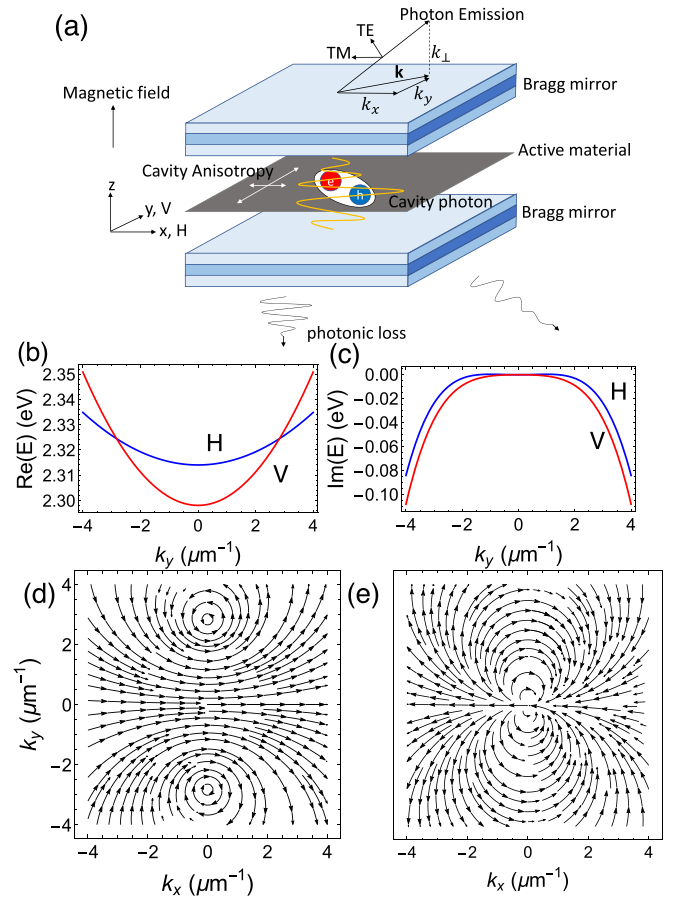 (a)
Photon Emission
TE
TM
k⊥
k
kx
ky
Bragg mirror
Magnetic field
Active material
Cavity Anisotropy
e
h
Cavity photon
z
y, V
x, H
Bragg mirror
photonic loss
(b)
2.35
2.34
2.33
2.32
2.31
2.30
Re(E) (eV)
H
V
−4 −2 0 2 4
ky (μm⁻¹)
(c)
0.00
−0.02
−0.04
−0.06
−0.08
−0.10
Im(E) (eV)
H
V
−4 −2 0 2 4
ky (μm⁻¹)
(d)
4
2
0
−2
−4
ky (μm⁻¹)
−4 −2 0 2 4
kx (μm⁻¹)
(e)
4
2
0
−2
−4
−4 −2 0 2 4
kx (μm⁻¹)